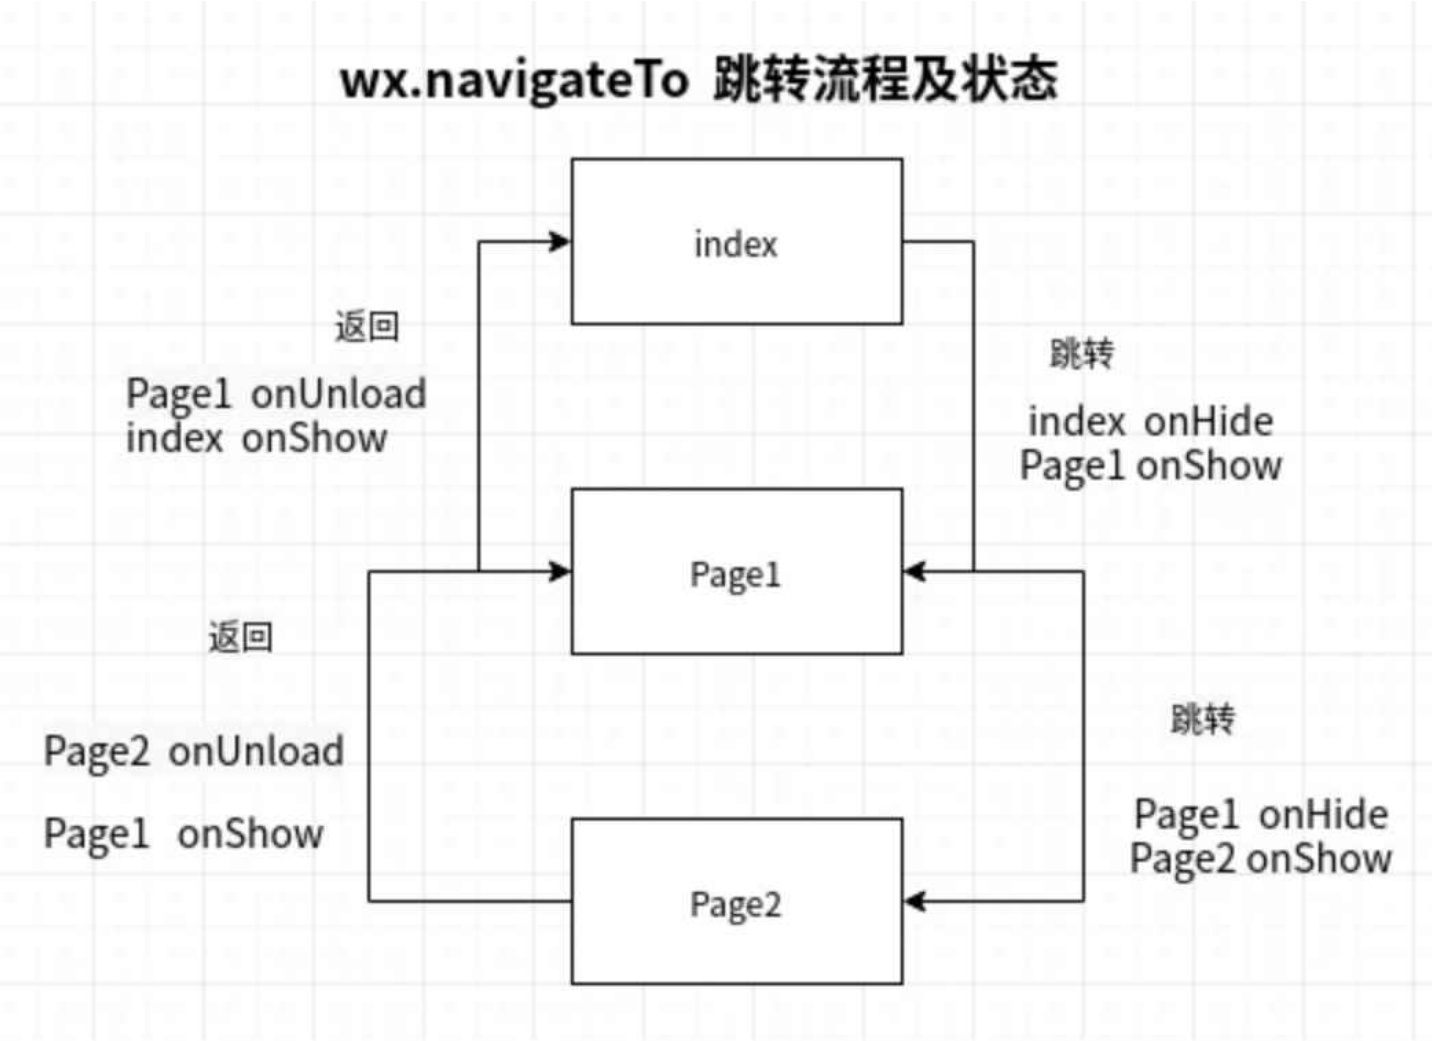 wx.navigateTo 跳转流程及状态
index
返回
跳转
Page1 onUnload
index onShow
index onHide
Page1 onShow
Page1
返回
跳转
Page2 onUnload
Page1 onShow
Page1 onHide
Page2 onShow
Page2